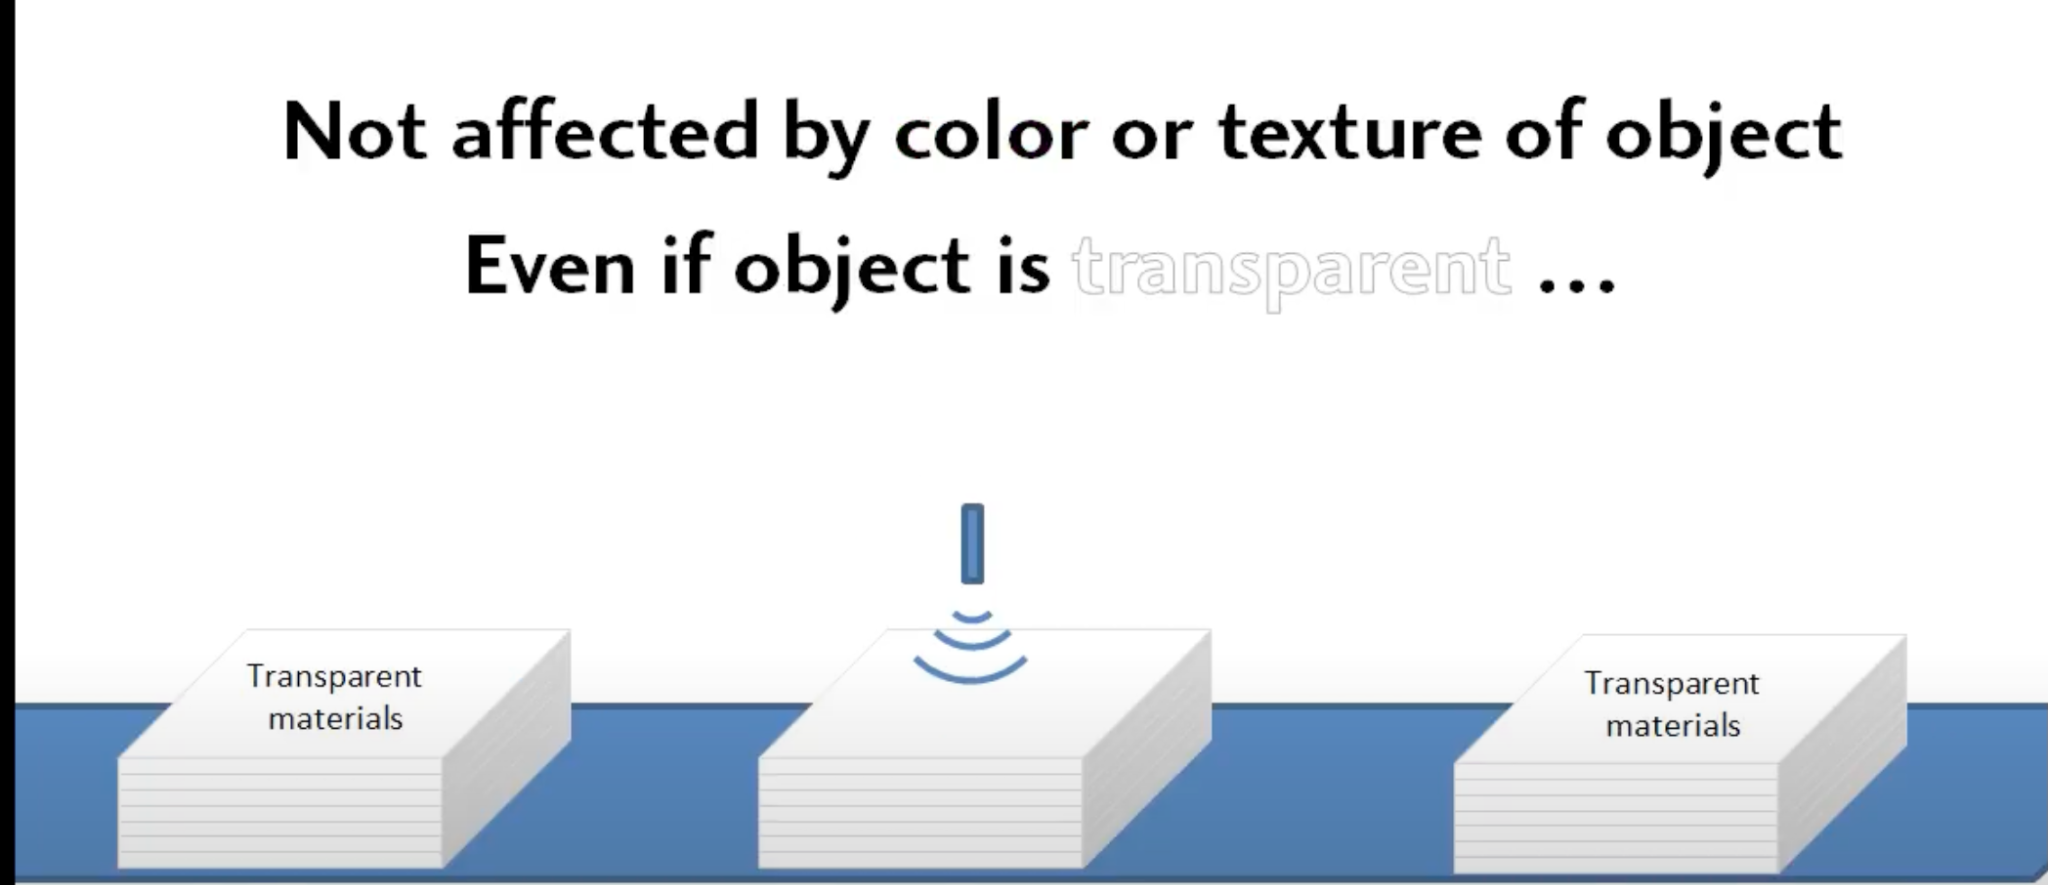 Not affected by color or texture of object
Even if object is transparent ...
Transparent
materials
Transparent
materials